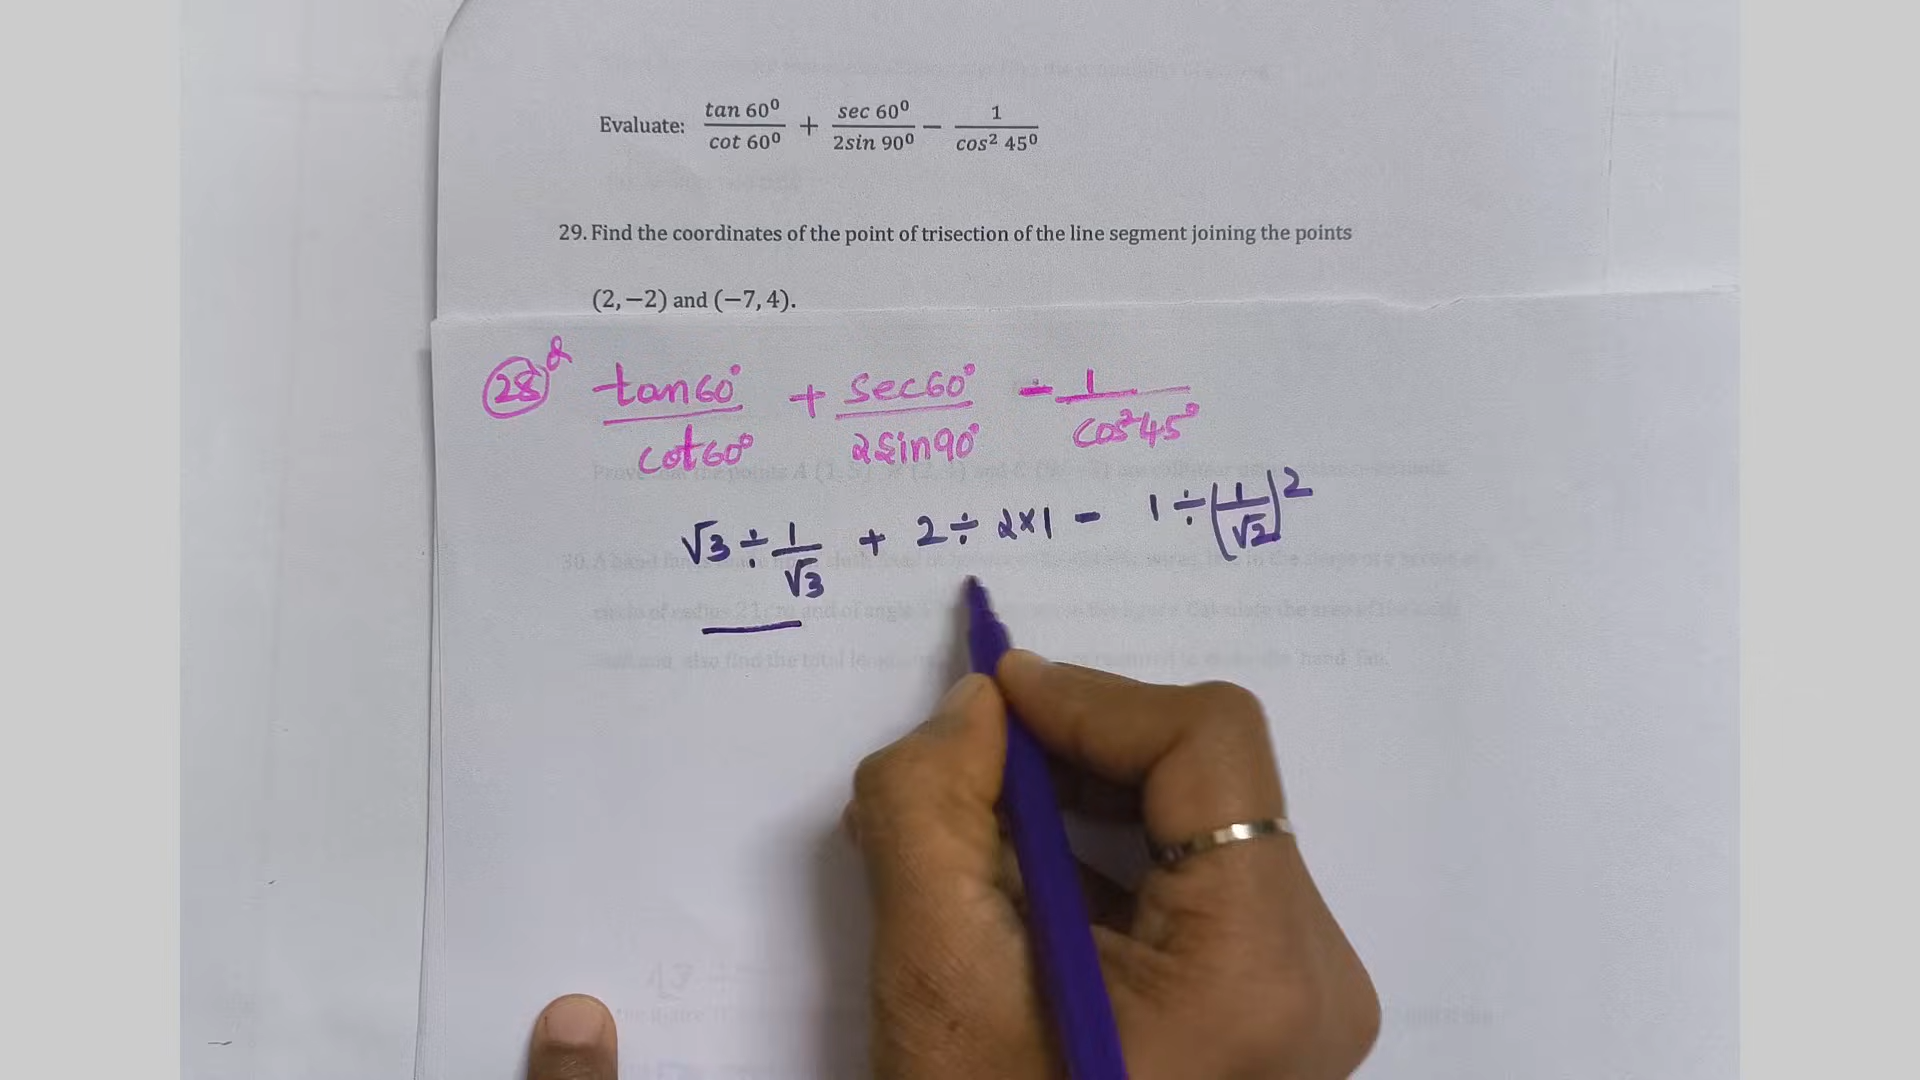 Evaluate: tan 60⁰/cot 60⁰ + sec 60⁰/2sin 90⁰ − 1/cos² 45⁰
29. Find the coordinates of the point of trisection of the line segment joining the points
(2, −2) and (−7, 4).
28 tan60° / cot60° + sec60° / 2sin90° - 1 / cos²45°
√3 ÷ 1/√3 + 2 ÷ 2×1 - 1 ÷ (1/√2)²